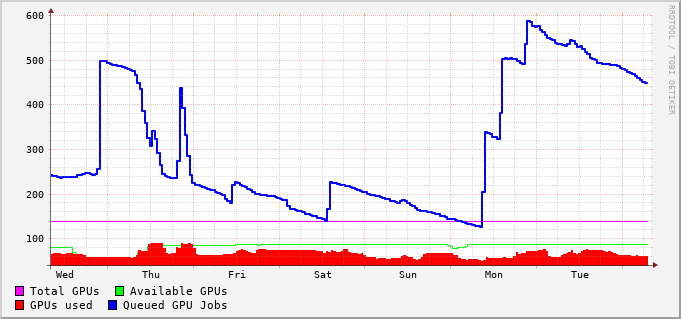 600
500
400
300
200
100
Wed Thu Fri Sat Sun Mon Tue
Total GPUs Available GPUs
GPUs used Queued GPU Jobs
RRDTOOL / TOBI OETIKER